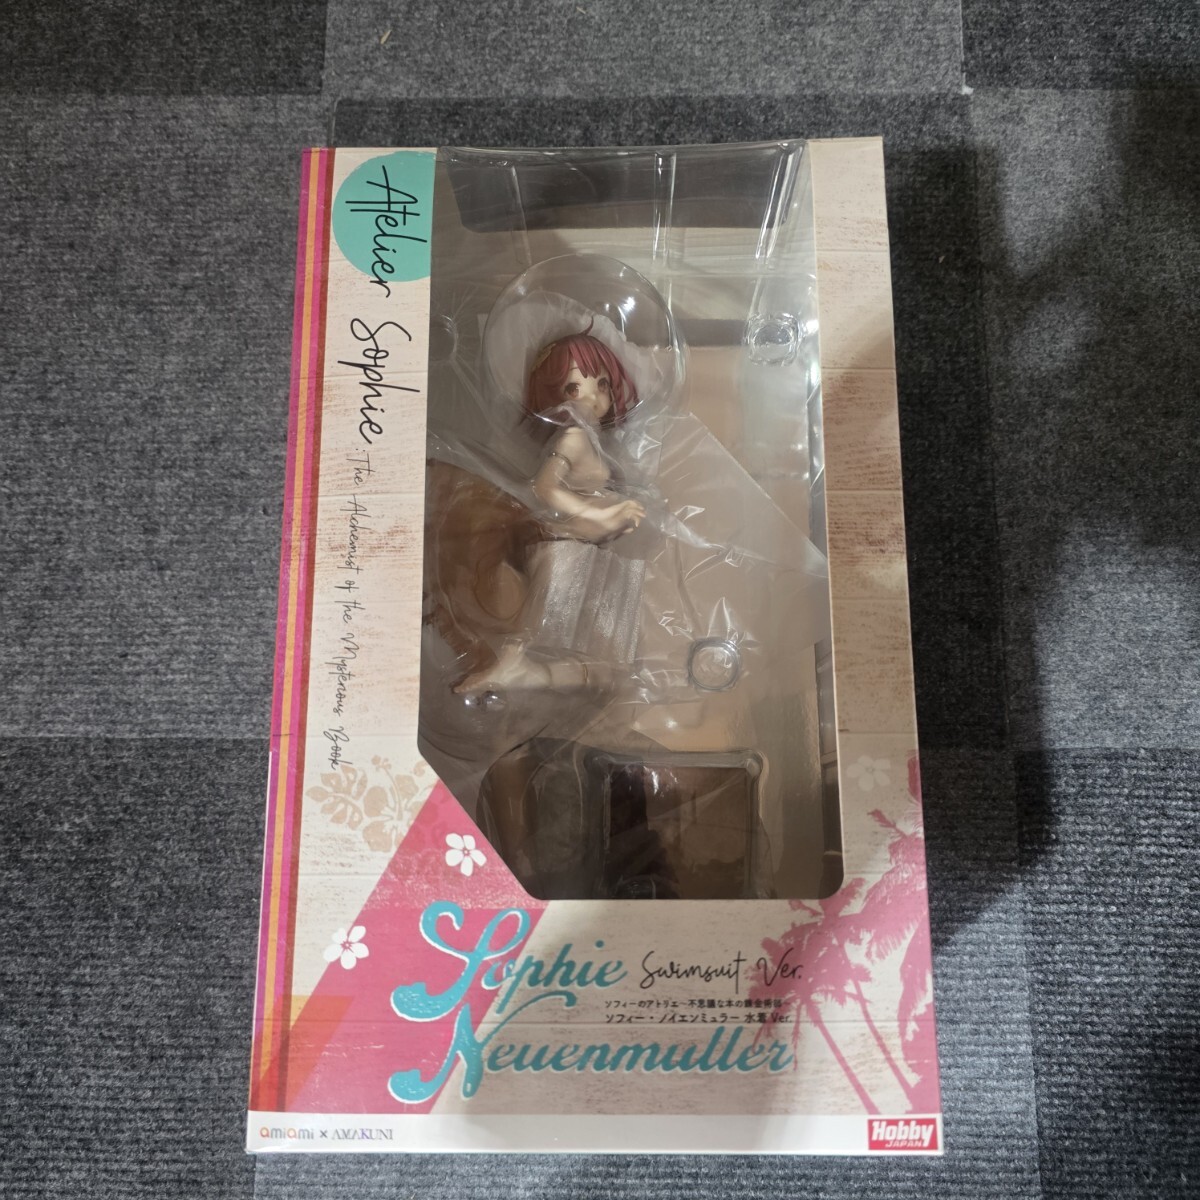 Atelier Sophie : The Alchemist of the Mysterious Book
Sophie Swimsuit Ver.
ソフィーのアトリエ～不思議な本の錬金術士～
ソフィー・ノイエンミュラー 水着 Ver.
Neuenmuller
amiami × AMAKUNI
Hobby
JAPAN